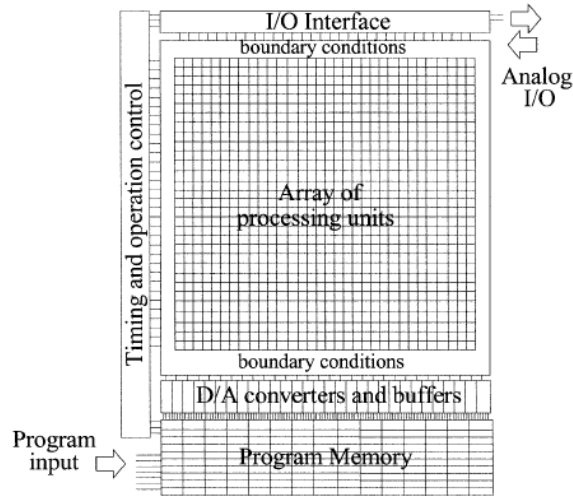 I/O Interface
boundary conditions
Analog
I/O
Timing and operation control
Array of
processing units
boundary conditions
D/A converters and buffers
Program
input
Program Memory